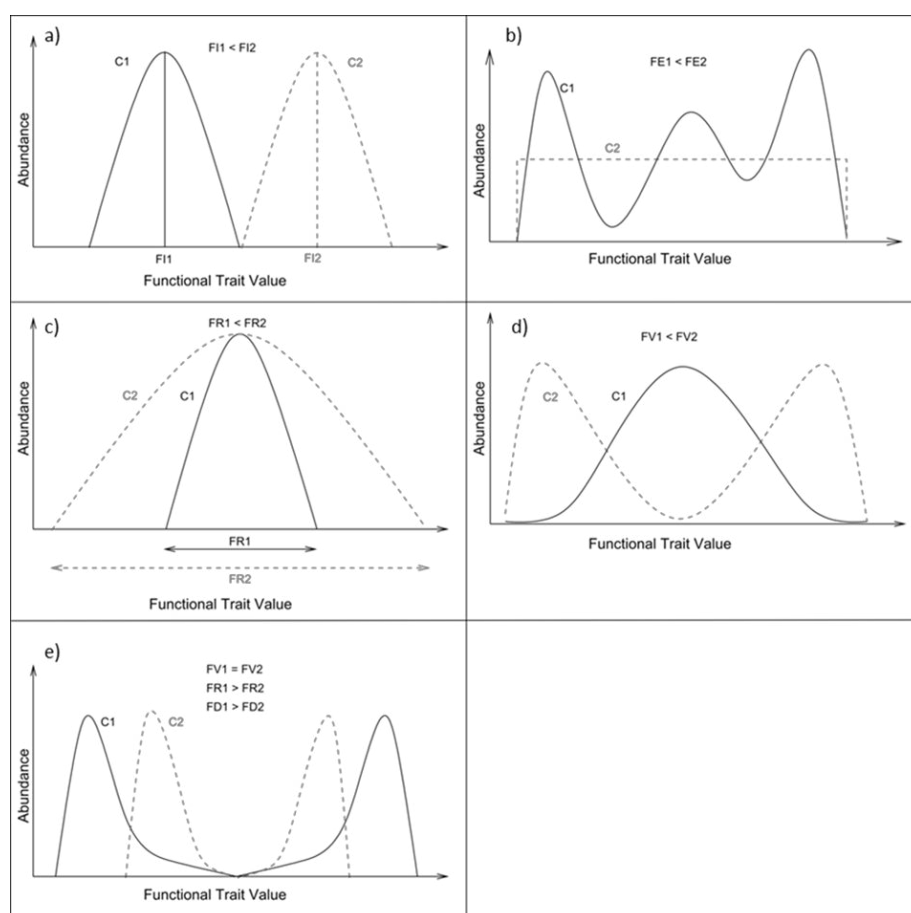 a)
FI1 < FI2
C1
C2
Abundance
FI1
FI2
Functional Trait Value
b)
FE1 < FE2
C1
C2
Abundance
Functional Trait Value
c)
FR1 < FR2
C2
C1
Abundance
FR1
FR2
Functional Trait Value
d)
FV1 < FV2
C2
C1
Abundance
Functional Trait Value
e)
FV1 = FV2
FR1 > FR2
FD1 > FD2
C1
C2
Abundance
Functional Trait Value